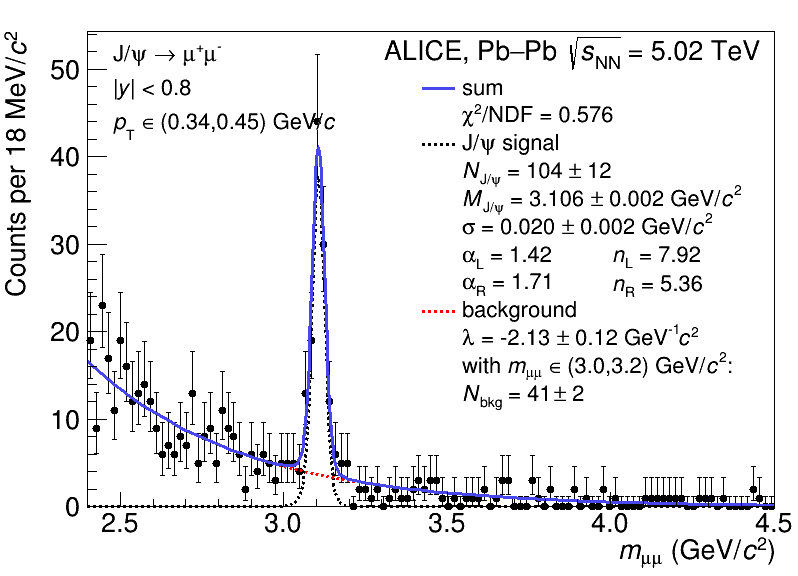 J/ψ → μ⁺μ⁻
|y| < 0.8
p_T ∈ (0.34,0.45) GeV/c
ALICE, Pb–Pb √s_NN = 5.02 TeV
sum
χ²/NDF = 0.576
J/ψ signal
N_J/ψ = 104 ± 12
M_J/ψ = 3.106 ± 0.002 GeV/c²
σ = 0.020 ± 0.002 GeV/c²
α_L = 1.42 n_L = 7.92
α_R = 1.71 n_R = 5.36
background
λ = -2.13 ± 0.12 GeV⁻¹c²
with m_μμ ∈ (3.0,3.2) GeV/c²:
N_bkg = 41 ± 2
Counts per 18 MeV/c²
50
40
30
20
10
0
2.5 3.0 3.5 4.0 4.5
m_μμ (GeV/c²)